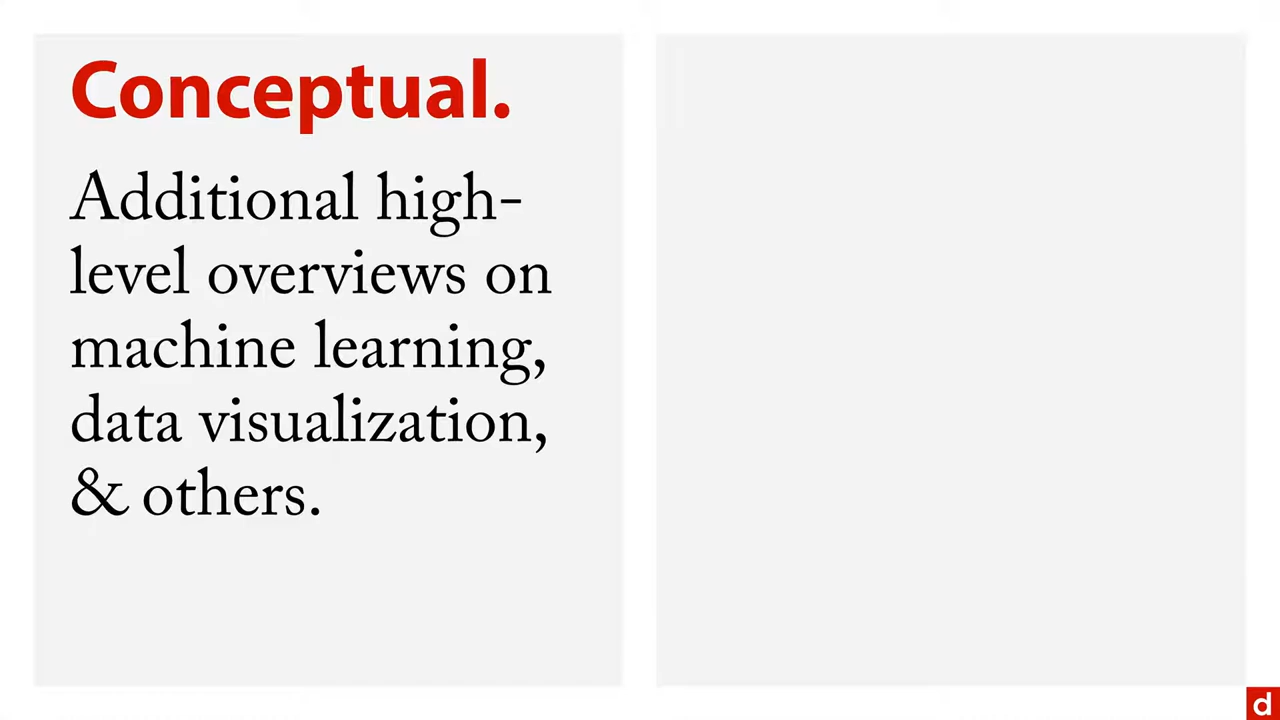 Conceptual.
Additional high-
level overviews on
machine learning,
data visualization,
& others.
d